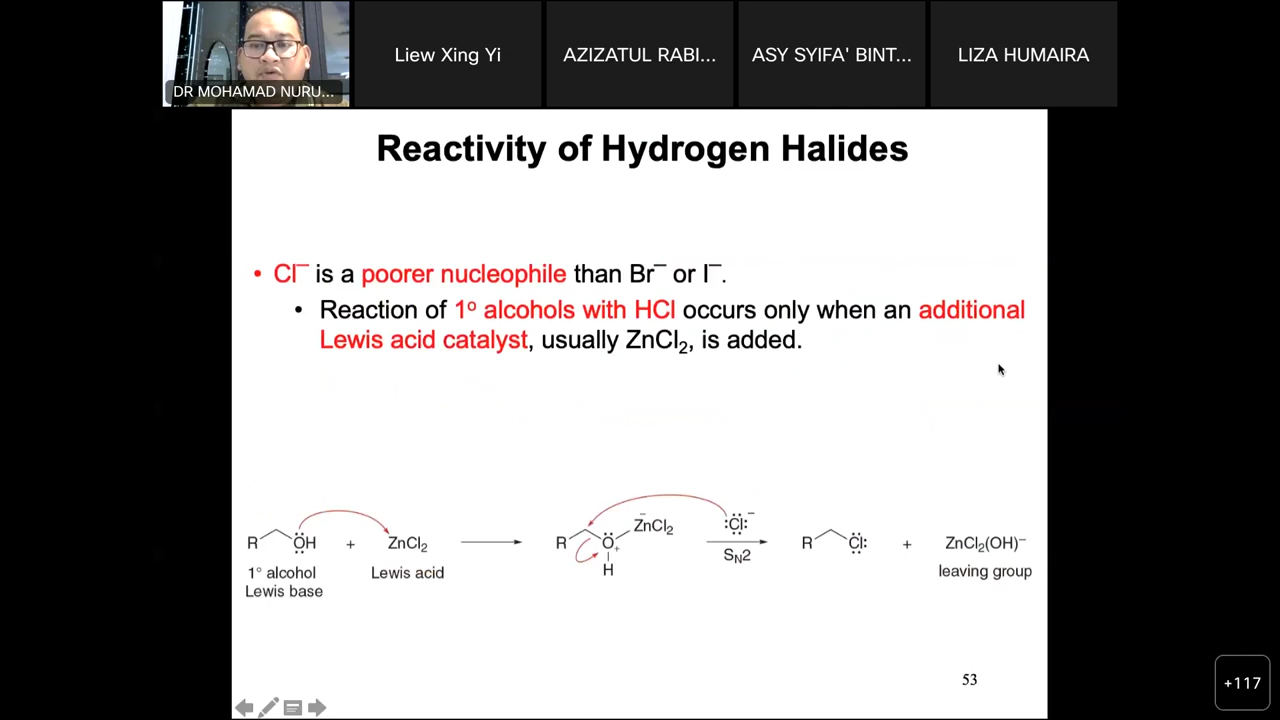 DR MOHAMAD NURU...
Liew Xing Yi
AZIZATUL RABI...
ASY SYIFA' BINT...
LIZA HUMAIRA
Reactivity of Hydrogen Halides
• Cl⁻ is a poorer nucleophile than Br⁻ or I⁻.
• Reaction of 1º alcohols with HCl occurs only when an additional
Lewis acid catalyst, usually ZnCl₂, is added.
R ÖH + ZnCl₂ R O + H Z̄nCl₂ :Cl:⁻ Sɴ2 R Cl: + ZnCl₂(OH)⁻
1° alcohol Lewis acid leaving group
Lewis base
53
+117